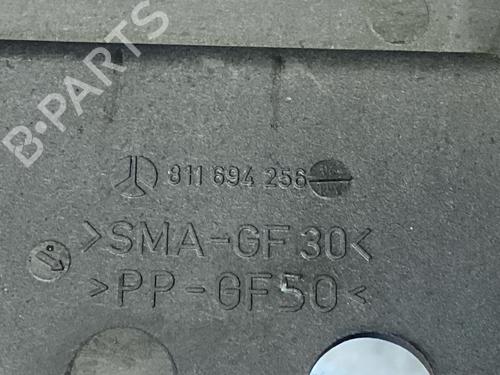 B-PARTS
811 694 256
>SMA-GF30<
>PP-GF50<